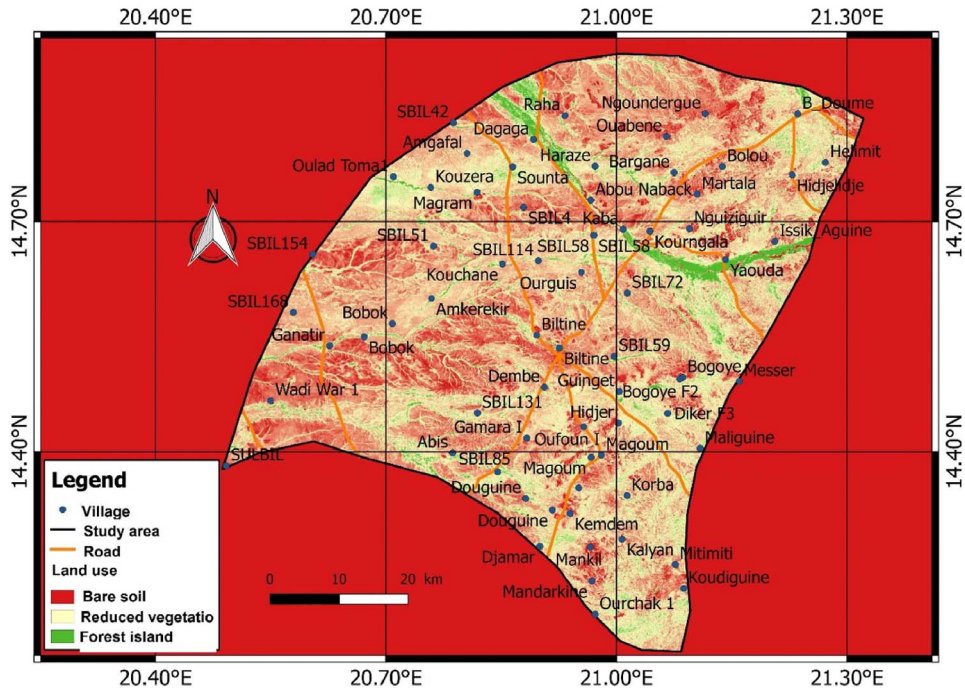 20.40°E 20.70°E 21.00°E 21.30°E
Raha
Ngoundergue
B_Doume
SBIL42
Dagaga
Ouabene
Amgafal
Haraze
Bargane
Bolou
Hehmit
Oulad Toma1
Kouzera
Sounta
Abou Naback
Martala
Hidjelidje
Magram
14.70°N
SBIL4
Kaba
Nguiziguir
14.70°N
N
SBIL154
SBIL51
SBIL114
SBIL58
SBIL58
Kourngala
Issik_Aguine
Kouchane
Ourguis
SBIL72
Yaouda
SBIL168
Bobok
Amkerekir
Ganatir
Bobok
Biltine
Biltine
SBIL59
Dembe
Guinget
Bogoye
Messer
Wadi War 1
SBIL131
Bogoye F2
Gamara I
Hidjer
Diker F3
14.40°N
Abis
Oufoun I
Magoum
Maliguine
14.40°N
SULBIL
SBIL85
Magoum
Douguine
Korba
Douguine
Kemdem
Djamar
Mankil
Kalyan
Mitimiti
Mandarkine
Koudiguine
Ourchak 1
Legend
Village
Study area
Road
Land use
Bare soil
Reduced vegetatio
Forest island
0 10 20 km
20.40°E 20.70°E 21.00°E 21.30°E